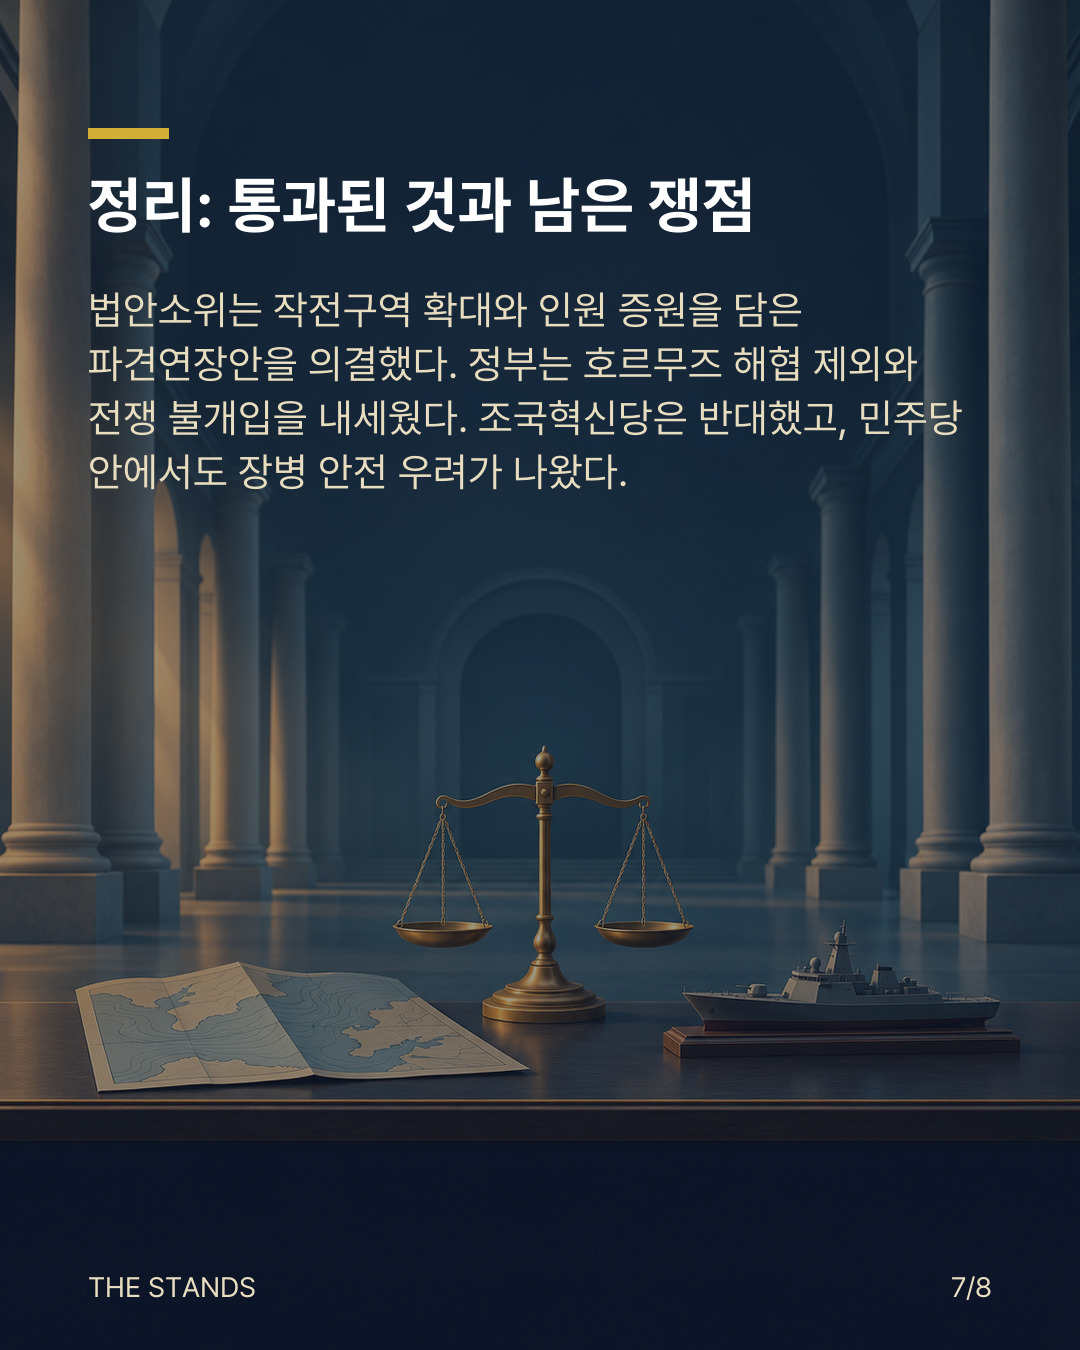 정리: 통과된 것과 남은 쟁점
법안소위는 작전구역 확대와 인원 증원을 담은
파견연장안을 의결했다. 정부는 호르무즈 해협 제외와
전쟁 불개입을 내세웠다. 조국혁신당은 반대했고, 민주당
안에서도 장병 안전 우려가 나왔다.
THE STANDS
7/8